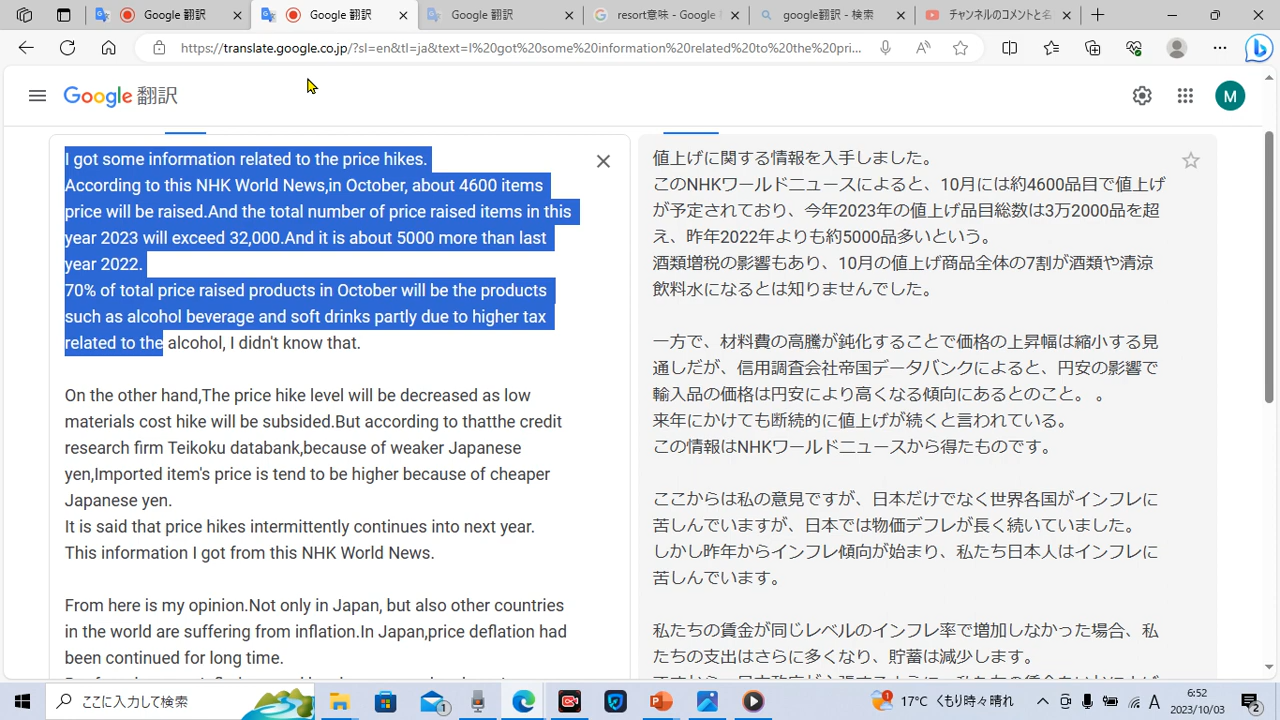 Google 翻訳
Google 翻訳
Google 翻訳
resort意味 - Google
google翻訳 - 検索
チャンネルのコメントと名
https://translate.google.co.jp/?sl=en&tl=ja&text=I%20got%20some%20information%20related%20to%20the%20pri...
Google 翻訳
M
I got some information related to the price hikes.
According to this NHK World News,in October, about 4600 items
price will be raised.And the total number of price raised items in this
year 2023 will exceed 32,000.And it is about 5000 more than last
year 2022.
70% of total price raised products in October will be the products
such as alcohol beverage and soft drinks partly due to higher tax
related to the alcohol, I didn't know that.
On the other hand,The price hike level will be decreased as low
materials cost hike will be subsided.But according to thatthe credit
research firm Teikoku databank,because of weaker Japanese
yen,Imported item's price is tend to be higher because of cheaper
Japanese yen.
It is said that price hikes intermittently continues into next year.
This information I got from this NHK World News.
From here is my opinion.Not only in Japan, but also other countries
in the world are suffering from inflation.In Japan,price deflation had
been continued for long time.
値上げに関する情報を入手しました。
このNHKワールドニュースによると、10月には約4600品目で値上げ
が予定されており、今年2023年の値上げ品目総数は3万2000品を超
え、昨年2022年よりも約5000品多いという。
酒類増税の影響もあり、10月の値上げ商品全体の7割が酒類や清涼
飲料水になるとは知りませんでした。
一方で、材料費の高騰が鈍化することで価格の上昇幅は縮小する見
通しだが、信用調査会社帝国データバンクによると、円安の影響で
輸入品の価格は円安により高くなる傾向にあるとのこと。 。
来年にかけても断続的に値上げが続くと言われている。
この情報はNHKワールドニュースから得たものです。
ここからは私の意見ですが、日本だけでなく世界各国がインフレに
苦しんでいますが、日本では物価デフレが長く続いていました。
しかし昨年からインフレ傾向が始まり、私たち日本人はインフレに
苦しんでいます。
私たちの賃金が同じレベルのインフレ率で増加しなかった場合、私
たちの支出はさらに多くなり、貯蓄は減少します。
ここに入力して検索
1
1
17°C くもり時々晴れ
A
6:52
2023/10/03
2